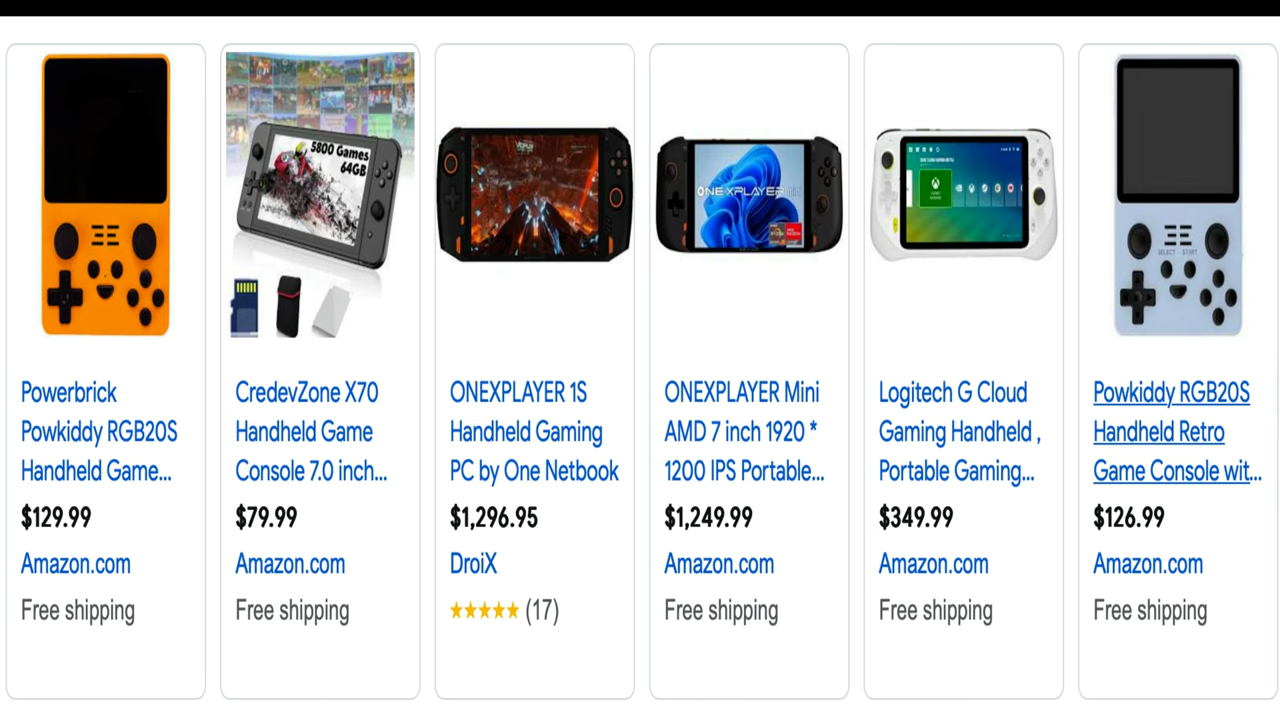 Powerbrick
Powkiddy RGB20S
Handheld Game...
$129.99
Amazon.com
Free shipping
5800 Games
64GB
CredevZone X70
Handheld Game
Console 7.0 inch...
$79.99
Amazon.com
Free shipping
ONEXPLAYER 1S
Handheld Gaming
PC by One Netbook
$1,296.95
DroiX
(17)
ONEXPLAYER mini
ONEXPLAYER Mini
AMD 7 inch 1920 *
1200 IPS Portable...
$1,249.99
Amazon.com
Free shipping
Logitech G Cloud
Gaming Handheld ,
Portable Gaming...
$349.99
Amazon.com
Free shipping
SELECT START
Powkiddy RGB20S
Handheld Retro
Game Console wit...
$126.99
Amazon.com
Free shipping